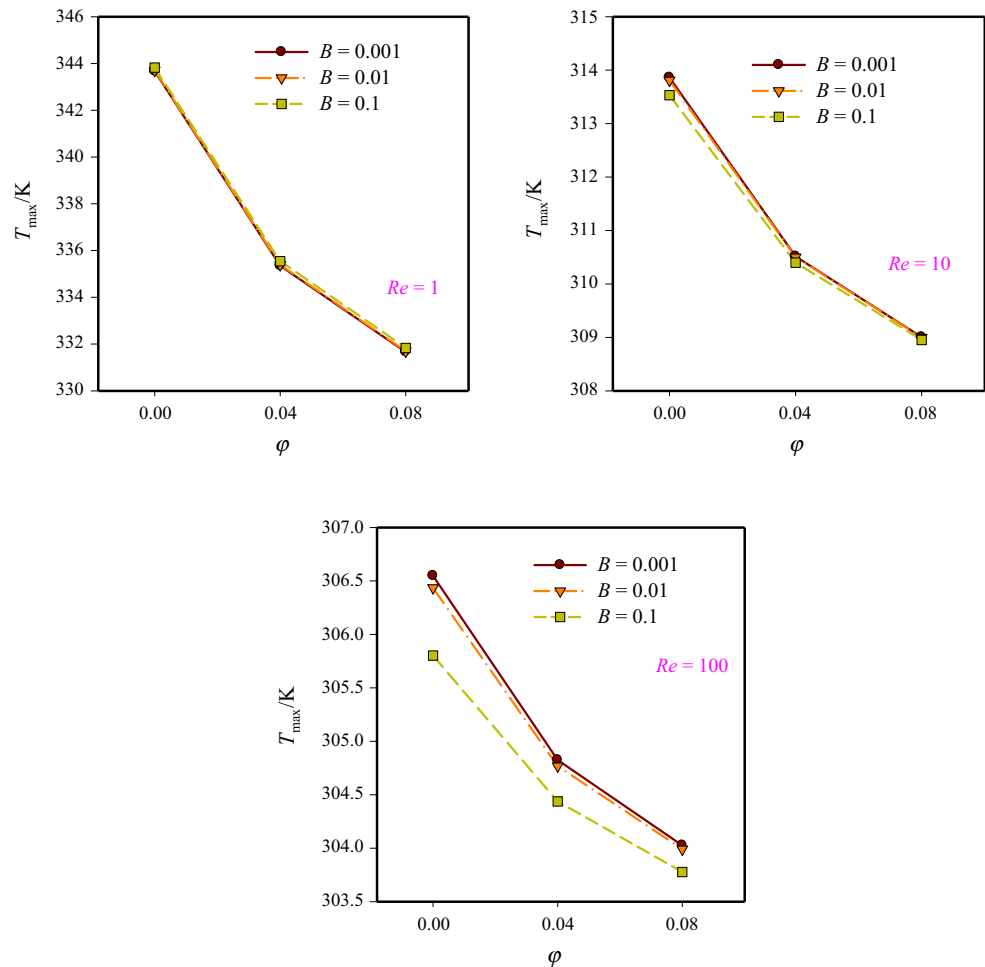 346
344
342
340
338
336
334
332
330
T_max/K
B = 0.001
B = 0.01
B = 0.1
Re = 1
0.00 0.04 0.08
φ
315
314
313
312
311
310
309
308
T_max/K
B = 0.001
B = 0.01
B = 0.1
Re = 10
0.00 0.04 0.08
φ
307.0
306.5
306.0
305.5
305.0
304.5
304.0
303.5
T_max/K
B = 0.001
B = 0.01
B = 0.1
Re = 100
0.00 0.04 0.08
φ